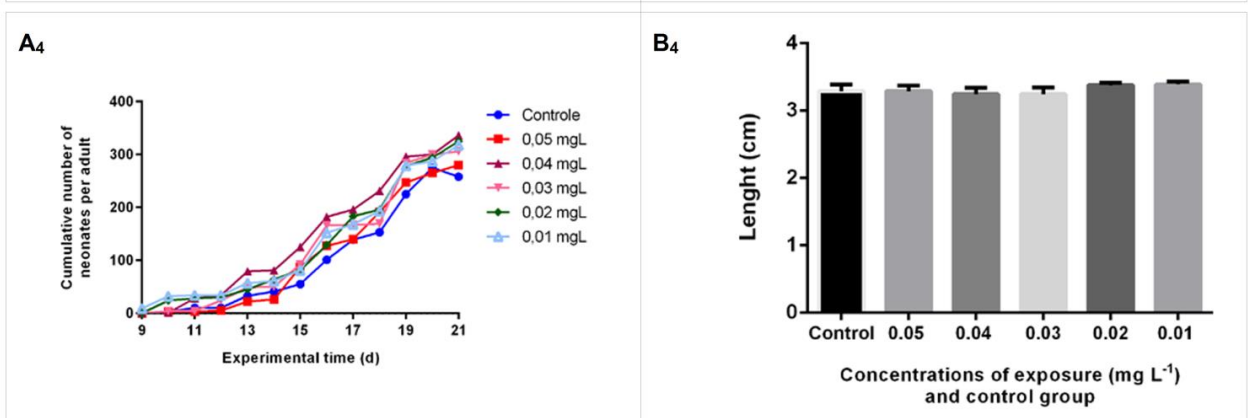 A4
Cumulative number of
neonates per adult
400
300
200
100
0
9 11 13 15 17 19 21
Experimental time (d)
Controle
0,05 mgL
0,04 mgL
0,03 mgL
0,02 mgL
0,01 mgL
B4
Lenght (cm)
4
3
2
1
0
Control 0.05 0.04 0.03 0.02 0.01
Concentrations of exposure (mg L-1)
and control group